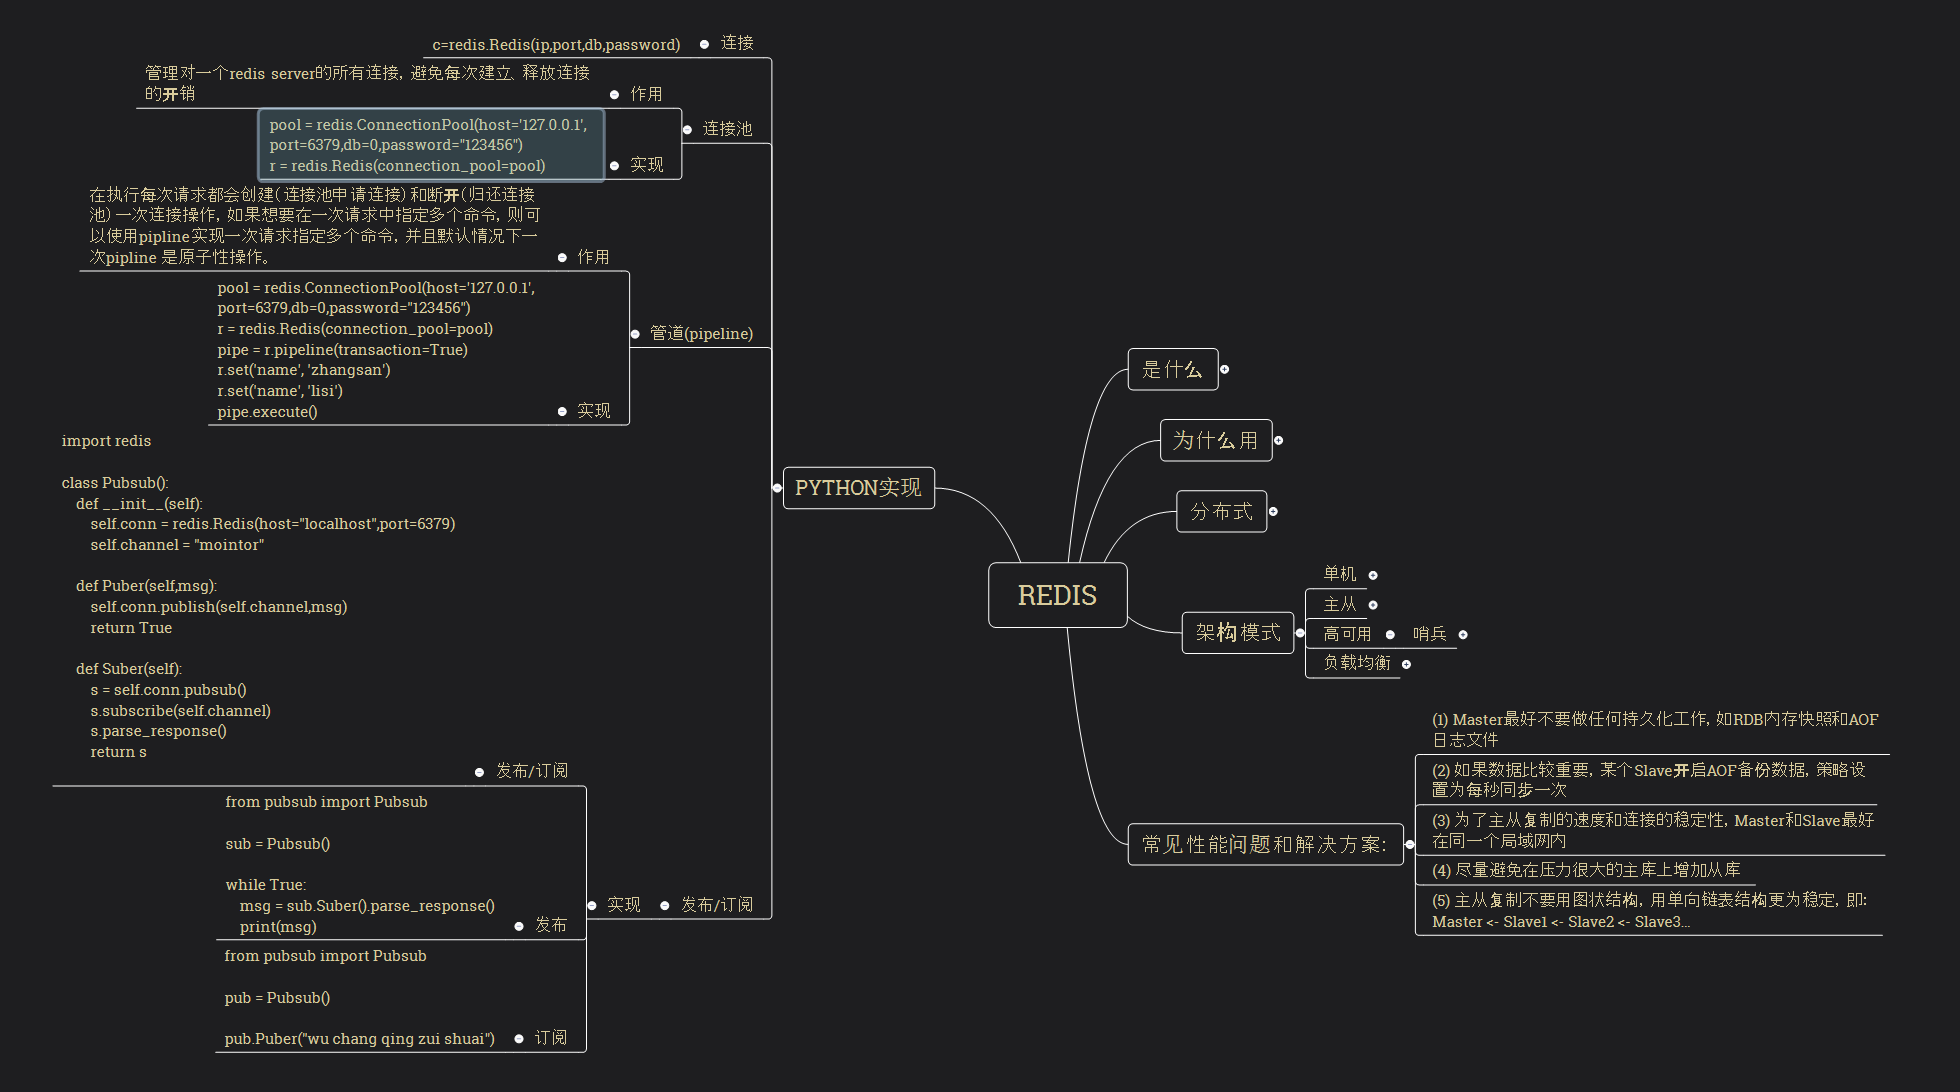 c=redis.Redis(ip,port,db,password)
连接
管理对一个redis server的所有连接, 避免每次建立、释放连接
的开销
作用
连接池
pool = redis.ConnectionPool(host='127.0.0.1',
port=6379,db=0,password="123456")
r = redis.Redis(connection_pool=pool)
实现
在执行每次请求都会创建(连接池申请连接)和断开(归还连接
池)一次连接操作, 如果想要在一次请求中指定多个命令, 则可
以使用pipline实现一次请求指定多个命令, 并且默认情况下一
次pipline 是原子性操作。
作用
管道(pipeline)
pool = redis.ConnectionPool(host='127.0.0.1',
port=6379,db=0,password="123456")
r = redis.Redis(connection_pool=pool)
pipe = r.pipeline(transaction=True)
r.set('name', 'zhangsan')
r.set('name', 'lisi')
pipe.execute()
实现
PYTHON实现
import redis
class Pubsub():
def __init__(self):
self.conn = redis.Redis(host="localhost",port=6379)
self.channel = "mointor"
def Puber(self,msg):
self.conn.publish(self.channel,msg)
return True
def Suber(self):
s = self.conn.pubsub()
s.subscribe(self.channel)
s.parse_response()
return s
发布/订阅
from pubsub import Pubsub
sub = Pubsub()
while True:
msg = sub.Suber().parse_response()
print(msg)
发布
实现
发布/订阅
from pubsub import Pubsub
pub = Pubsub()
pub.Puber("wu chang qing zui shuai")
订阅
REDIS
是什么
为什么用
分布式
架构模式
单机
主从
高可用
哨兵
负载均衡
常见性能问题和解决方案:
(1) Master最好不要做任何持久化工作, 如RDB内存快照和AOF
日志文件
(2) 如果数据比较重要, 某个Slave开启AOF备份数据, 策略设
置为每秒同步一次
(3) 为了主从复制的速度和连接的稳定性, Master和Slave最好
在同一个局域网内
(4) 尽量避免在压力很大的主库上增加从库
(5) 主从复制不要用图状结构, 用单向链表结构更为稳定, 即:
Master <- Slave1 <- Slave2 <- Slave3...